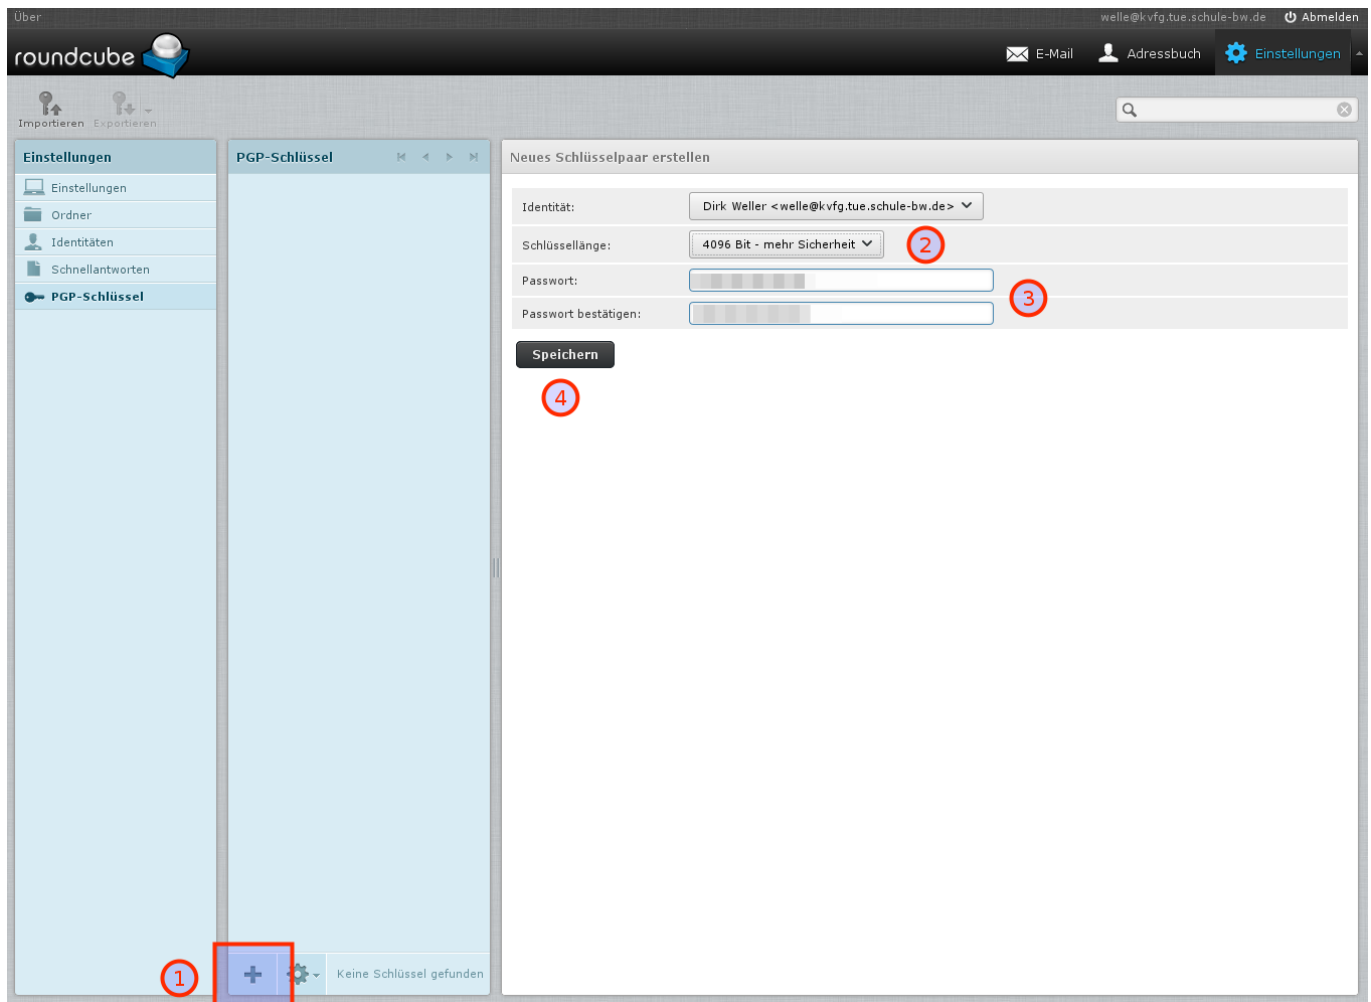 Über
welle@kvfg.tue.schule-bw.de Abmelden
roundcube
E-Mail Adressbuch Einstellungen
Importieren Exportieren
Einstellungen
Einstellungen
Ordner
Identitäten
Schnellantworten
PGP-Schlüssel
PGP-Schlüssel
Neues Schlüsselpaar erstellen
Identität: Dirk Weller <welle@kvfg.tue.schule-bw.de>
Schlüssellänge: 4096 Bit - mehr Sicherheit 2
Passwort:
3
Passwort bestätigen:
Speichern
4
1
Keine Schlüssel gefunden